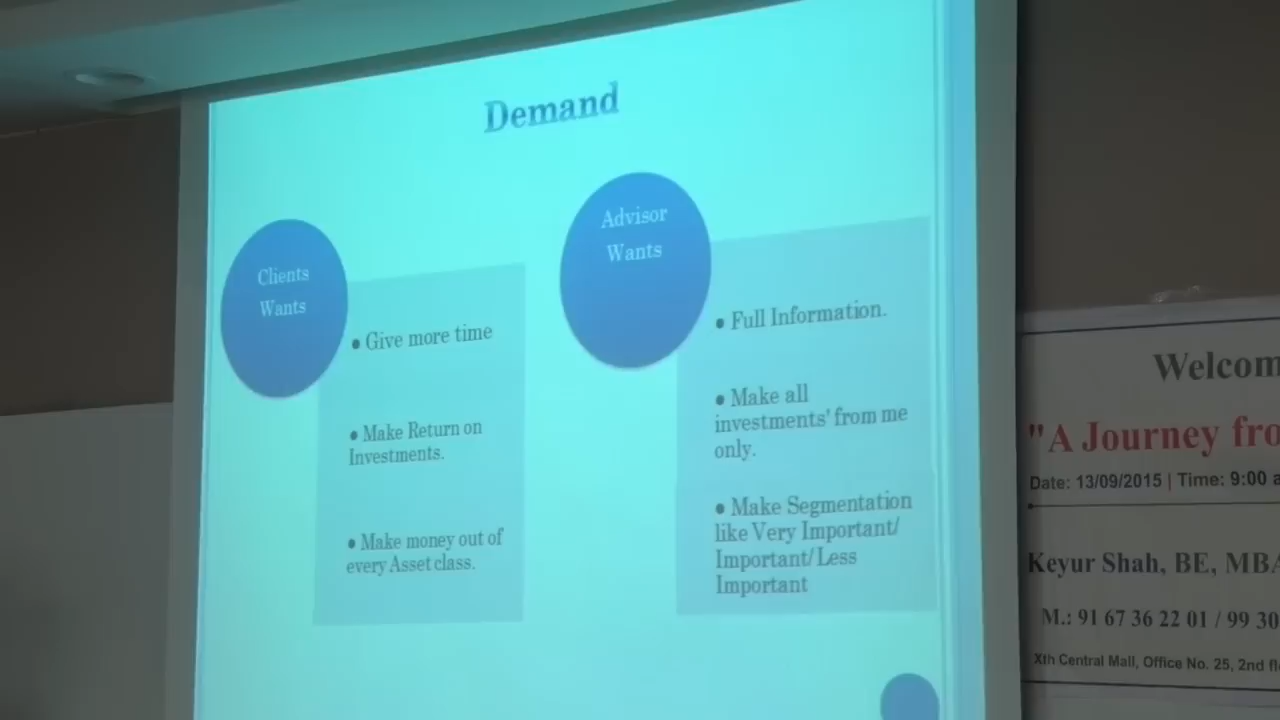 Demand
Clients
Wants
• Give more time
• Make Return on
Investments.
• Make money out of
every Asset class.
Advisor
Wants
• Full Information.
• Make all
investments' from me
only.
• Make Segmentation
like Very Important/
Important/ Less
Important
Welcom
"A Journey fro
Date: 13/09/2015 | Time: 9:00 a
Keyur Shah, BE, MBA
M.: 91 67 36 22 01 / 99 30
Xth Central Mall, Office No. 25, 2nd fl